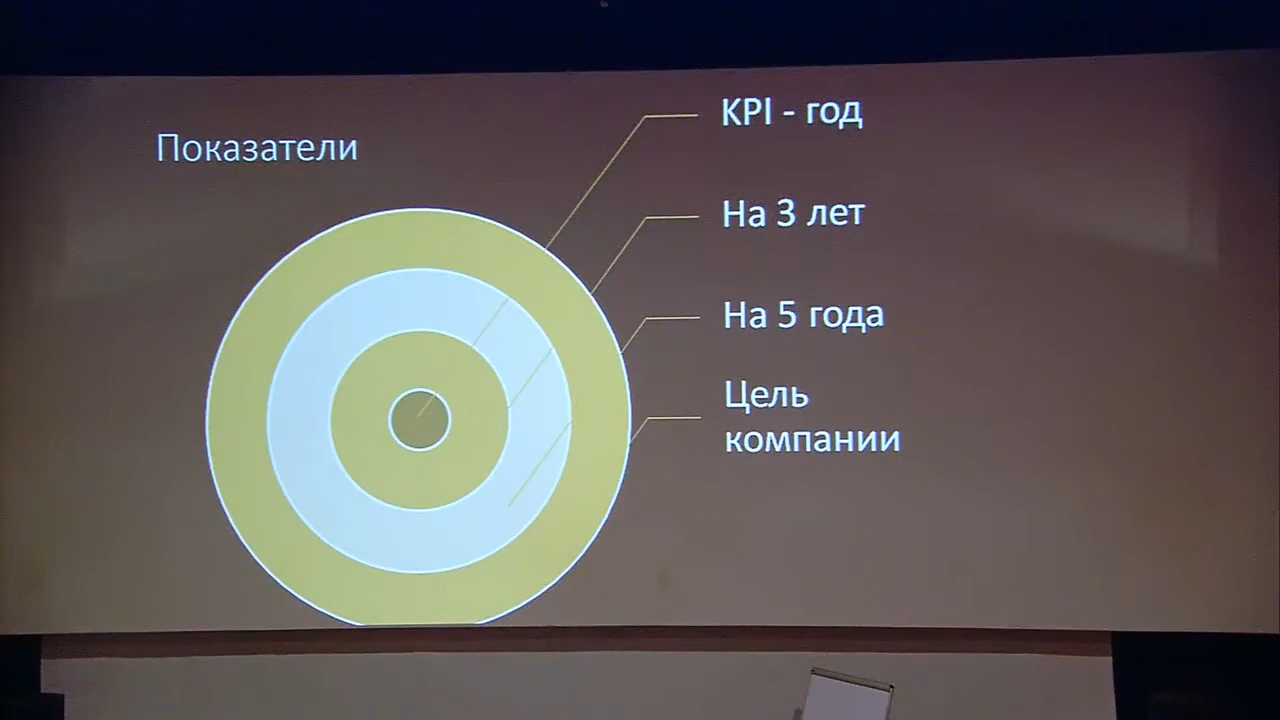 Показатели
KPI - год
На 3 лет
На 5 года
Цель
компании